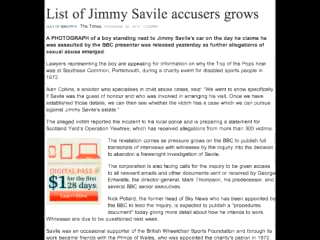 List of Jimmy Savile accusers grows
DAVID BROWN The Times
A PHOTOGRAPH of a boy standing next to Jimmy Savile's car on the day he claims he
was assaulted by the BBC presenter was released yesterday as further allegations of
sexual abuse emerged.
Lawyers representing the boy are appealing for information on why the Top of the Pops host
was at Southsea Common, Portsmouth, during a charity event for disabled sports people in
1972.
Alan Collins, a solicitor who specialises in child abuse cases, said: "We want to show specifically
if Savile was the guest of honour and who was involved in arranging his visit. Once we have
established those details, we can then see whether the victim has a case which we can pursue
against Jimmy Savile's estate."
The alleged victim reported the incident to his local police and is preparing a statement for
Scotland Yard's Operation Yewtree, which has received allegations from more than 300 victims.
The revelation comes as pressure grows on the BBC to publish full
transcripts of interviews with witnesses by the inquiry into the decision
to abandon a Newsnight investigation of Savile.
The corporation is also facing calls for the inquiry to be given access
to all relevant emails and other documents sent or received by George
Entwistle, the director-general, Mark Thompson, his predecessor, and
several BBC senior executives.
Nick Pollard, the former head of Sky News who has been appointed by
the BBC to lead the inquiry, is expected to publish a "procedures
document" today giving more detail about how he intends to work.
Witnesses are due to be questioned later this week.
Savile was an occasional supporter of the British Wheelchair Sports Foundation and through its
work became friends with the Prince of Wales, who was appointed the charity's patron in 1972.
DIGITAL PASS
$1 for the first
28 days
Learn More